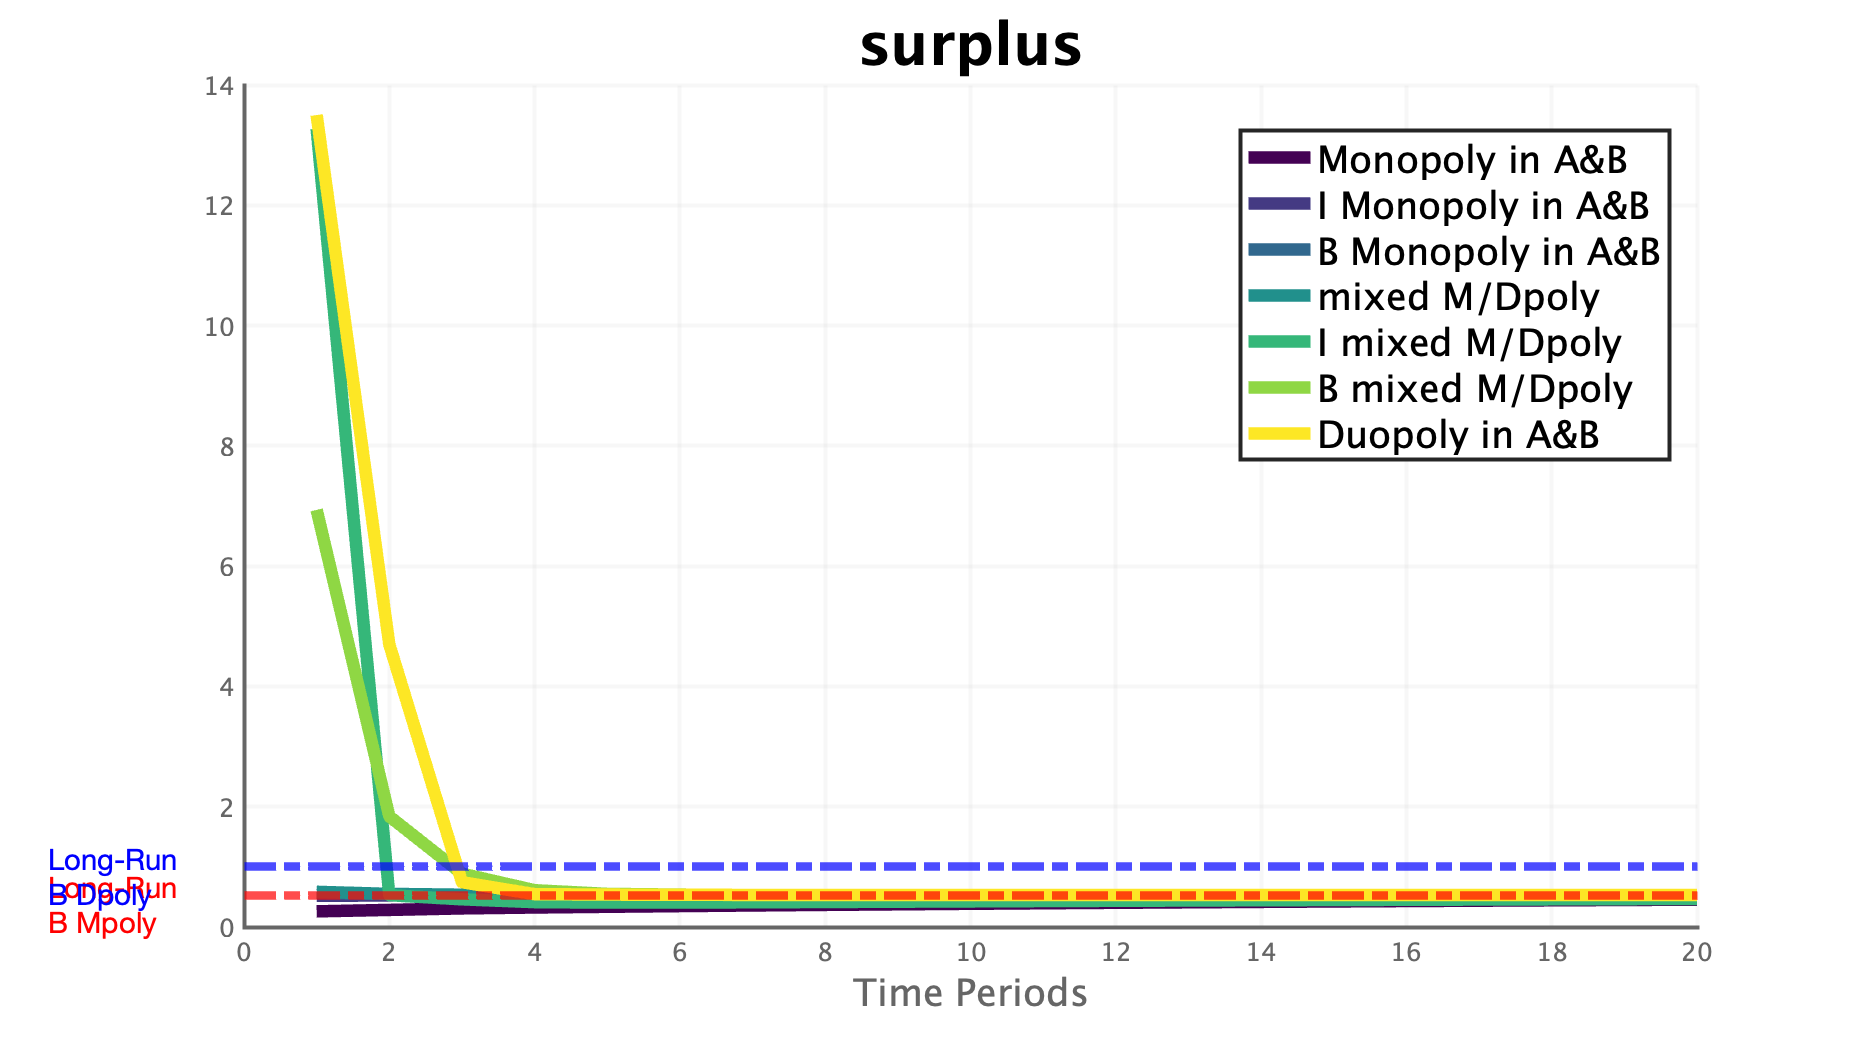 surplus
14
12
10
8
6
4
2
0
Monopoly in A&B
I Monopoly in A&B
B Monopoly in A&B
mixed M/Dpoly
I mixed M/Dpoly
B mixed M/Dpoly
Duopoly in A&B
Long-Run
B Dpoly
Long-Run
B Mpoly
0 2 4 6 8 10 12 14 16 18 20
Time Periods